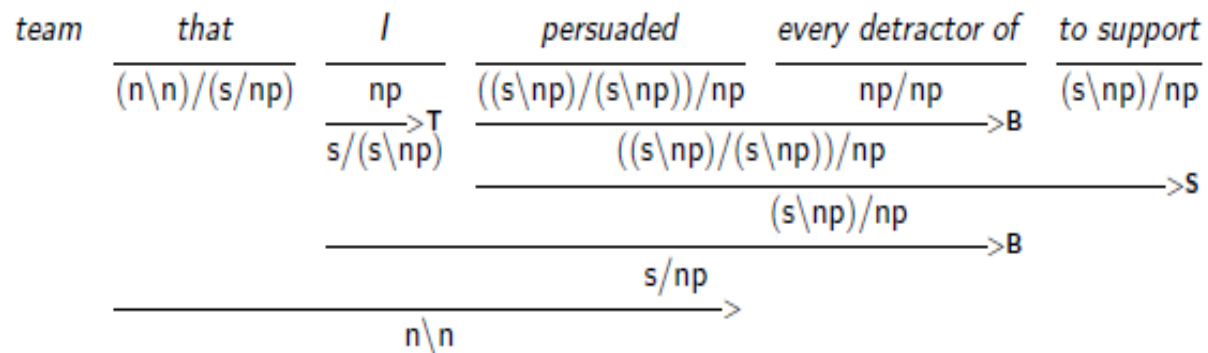 team that I persuaded every detractor of to support
(n\n)/(s/np) np ((s\np)/(s\np))/np np/np (s\np)/np
>T >B
s/(s\np) ((s\np)/(s\np))/np
>S
(s\np)/np
>B
s/np
>
n\n